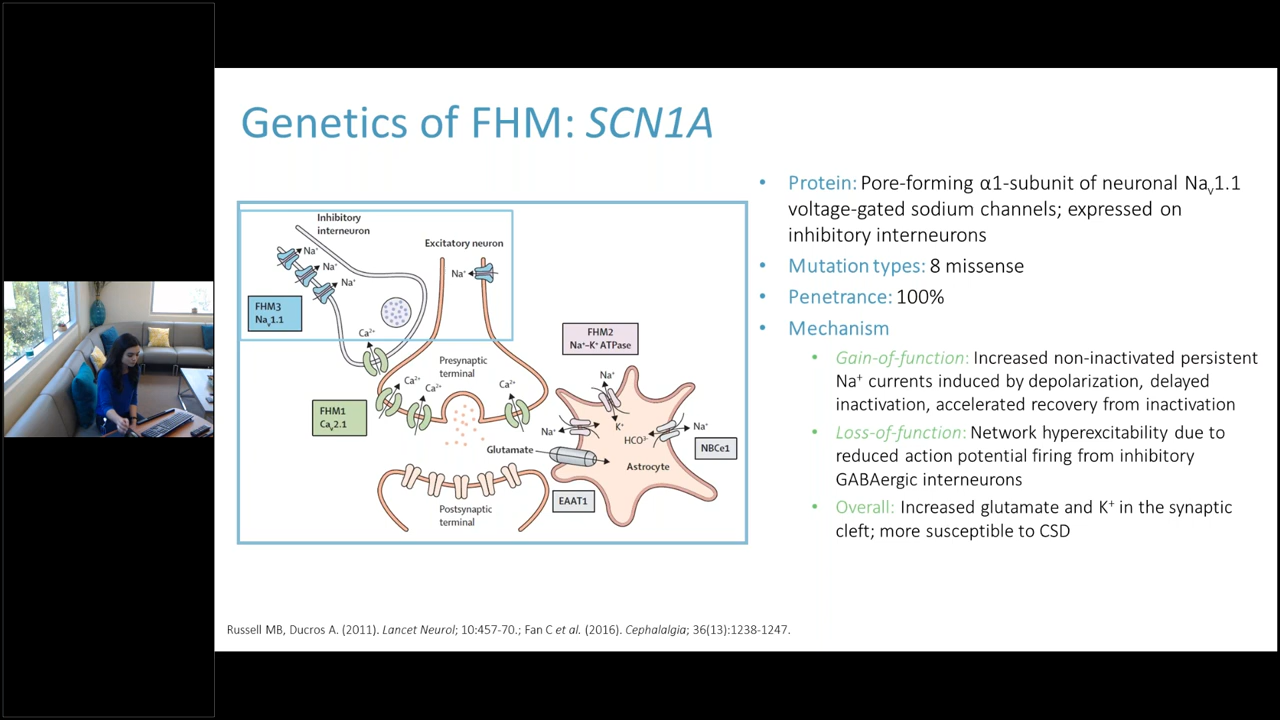 Genetics of FHM: SCN1A
Inhibitory
interneuron
Excitatory neuron
Na⁺
Na⁺
Na⁺
Na⁺
FHM3
Naᵥ1.1
Ca²⁺
FHM2
Na⁺–K⁺ ATPase
Presynaptic
terminal
Ca²⁺
Ca²⁺
Ca²⁺
FHM1
Caᵥ2.1
Na⁺
K⁺
Na⁺
HCO³⁻
Na⁺
NBCe1
Glutamate
Astrocyte
EAAT1
Postsynaptic
terminal
• Protein: Pore-forming α1-subunit of neuronal Naᵥ1.1
voltage-gated sodium channels; expressed on
inhibitory interneurons
• Mutation types: 8 missense
• Penetrance: 100%
• Mechanism
• Gain-of-function: Increased non-inactivated persistent
Na⁺ currents induced by depolarization, delayed
inactivation, accelerated recovery from inactivation
• Loss-of-function: Network hyperexcitability due to
reduced action potential firing from inhibitory
GABAergic interneurons
• Overall: Increased glutamate and K⁺ in the synaptic
cleft; more susceptible to CSD
Russell MB, Ducros A. (2011). Lancet Neurol; 10:457-70.; Fan C et al. (2016). Cephalalgia; 36(13):1238-1247.